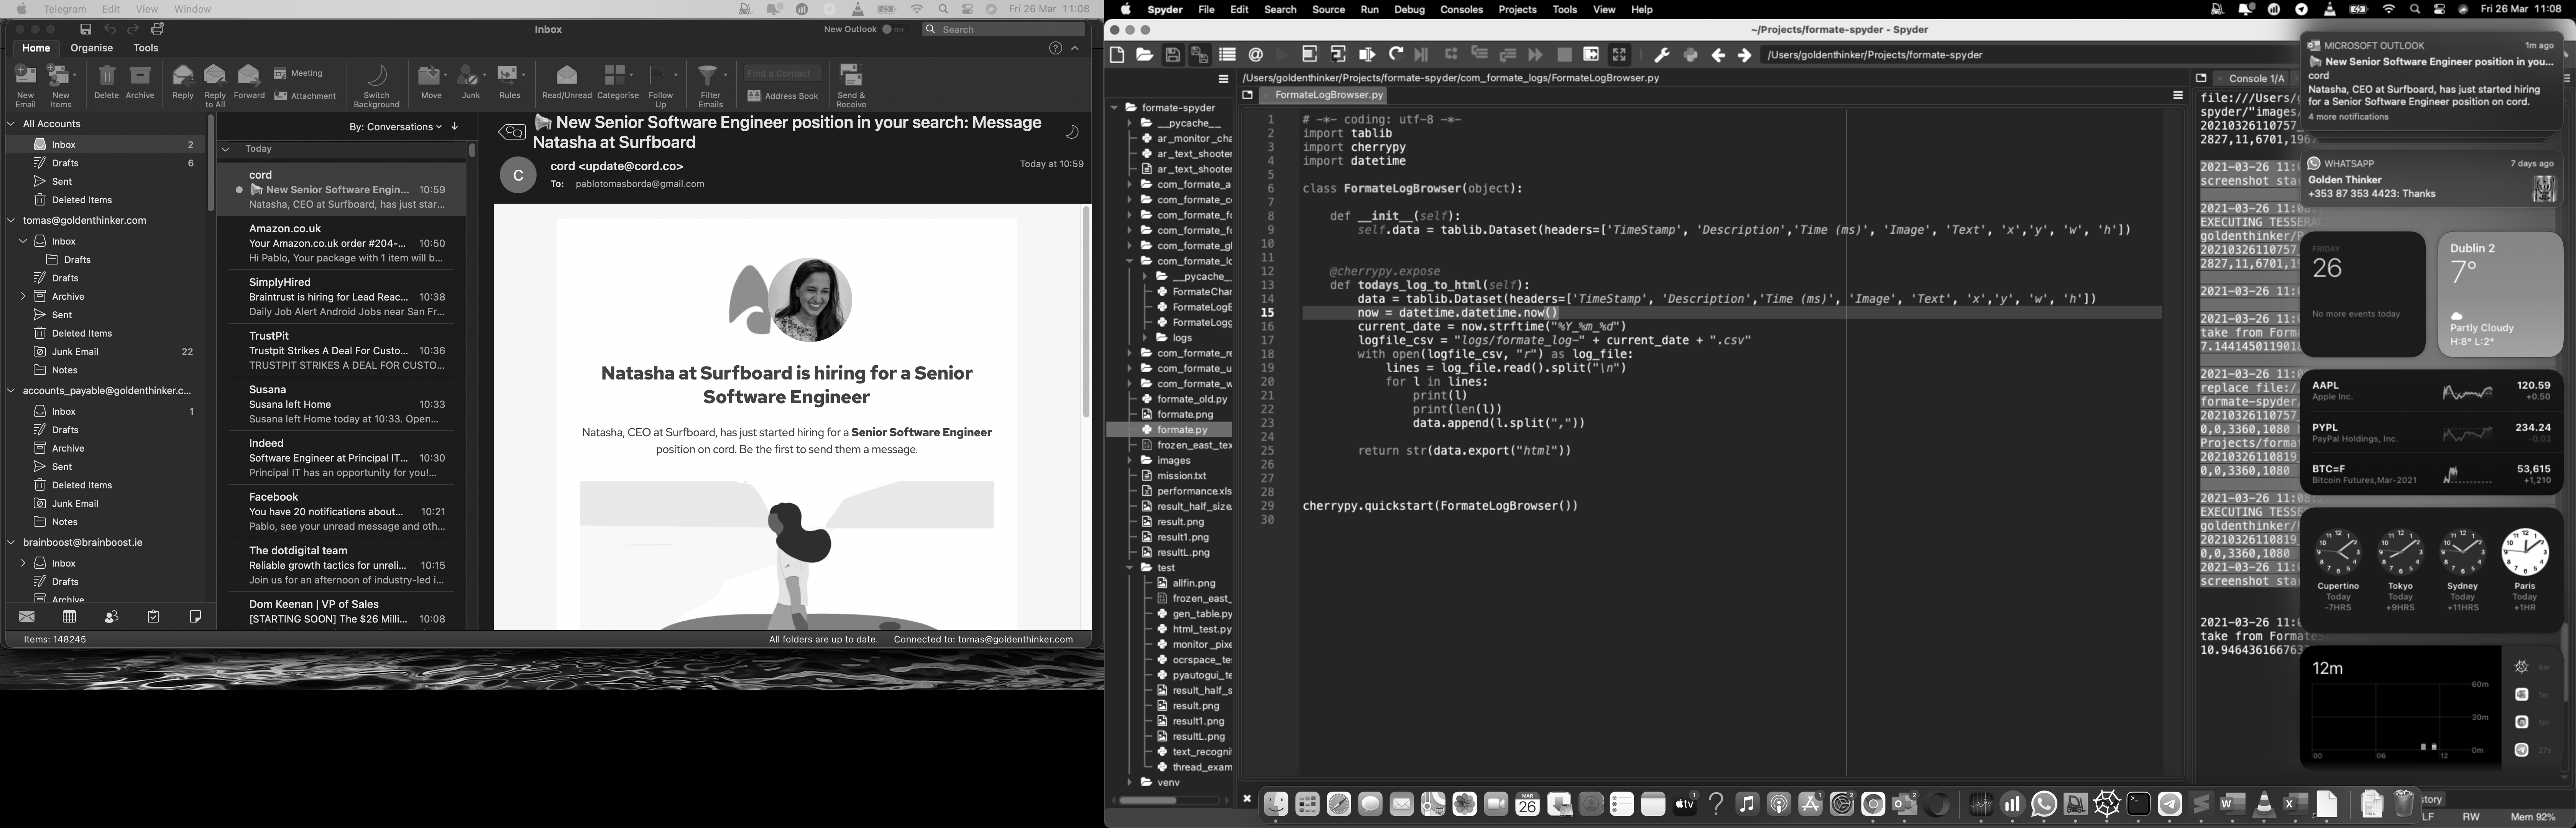 Telegram Edit View Window
Fri 26 Mar 11:08
Inbox
New Outlook
Search
Home Organise Tools
New Email
New Items
Delete
Archive
Reply
Reply to All
Forward
Meeting
Attachment
Switch Background
Move
Junk
Rules
Read/Unread
Categorise
Follow Up
Filter Emails
Find a Contact
Address Book
Send & Receive
All Accounts
Inbox 2
Drafts 6
Sent
Deleted Items
tomas@goldenthinker.com
Inbox
Drafts
Drafts
Archive
Sent
Deleted Items
Junk Email 22
Notes
accounts_payable@goldenthinker.c...
Inbox 1
Drafts
Archive
Sent
Deleted Items
Junk Email
Notes
brainboost@brainboost.ie
Inbox
Drafts
Archive
Items: 148245
By: Conversations
Today
cord
New Senior Software Engin... 10:59
Natasha, CEO at Surfboard, has just star...
Amazon.co.uk
Your Amazon.co.uk order #204-... 10:50
Hi Pablo, Your package with 1 item will b...
SimplyHired
Braintrust is hiring for Lead Reac... 10:38
Daily Job Alert Android Jobs near San Fr...
TrustPit
Trustpit Strikes A Deal For Custo... 10:36
TRUSTPIT STRIKES A DEAL FOR CUSTO...
Susana
Susana left Home 10:33
Susana left Home today at 10:33. Open...
Indeed
Software Engineer at Principal IT... 10:30
Principal IT has an opportunity for you!...
Facebook
You have 20 notifications about... 10:21
Pablo, see your unread message and oth...
The dotdigital team
Reliable growth tactics for unreli... 10:15
Join us for an afternoon of industry-led i...
Dom Keenan | VP of Sales
[STARTING SOON] The $26 Milli... 10:08
New Senior Software Engineer position in your search: Message
Natasha at Surfboard
C
cord <update@cord.co>
Today at 10:59
To: pablotomasborda@gmail.com
Natasha at Surfboard is hiring for a Senior
Software Engineer
Natasha, CEO at Surfboard, has just started hiring for a Senior Software Engineer
position on cord. Be the first to send them a message.
All folders are up to date. Connected to: tomas@goldenthinker.com
Spyder File Edit Search Source Run Debug Consoles Projects Tools View Help
Fri 26 Mar 11:08
~/Projects/formate-spyder - Spyder
/Users/goldenthinker/Projects/formate-spyder
/Users/goldenthinker/Projects/formate-spyder/com_formate_logs/FormateLogBrowser.py
FormateLogBrowser.py
formate-spyder
__pycache__
ar_monitor_cha
ar_text_shooter
ar_text_shooter
com_formate_a
com_formate_c
com_formate_fo
com_formate_fo
com_formate_gl
com_formate_lo
__pycache_
FormateChar
FormateLogE
FormateLogg
logs
com_formate_re
com_formate_u
com_formate_w
formate_old.py
formate.png
formate.py
frozen_east_tex
images
mission.txt
performance.xls
result_half_size.
result.png
result1.png
resultL.png
test
allfin.png
frozen_east_
gen_table.py
html_test.py
monitor_pixe
ocrspace_tes
pyautogui_te
result_half_s
result.png
result1.png
resultL.png
text_recogni
thread_exam
venv
1 # -*- coding: utf-8 -*-
2 import tablib
3 import cherrypy
4 import datetime
5
6 class FormateLogBrowser(object):
7
8 def __init__(self):
9 self.data = tablib.Dataset(headers=['TimeStamp', 'Description','Time (ms)', 'Image', 'Text', 'x','y', 'w', 'h'])
10
11
12 @cherrypy.expose
13 def todays_log_to_html(self):
14 data = tablib.Dataset(headers=['TimeStamp', 'Description','Time (ms)', 'Image', 'Text', 'x','y', 'w', 'h'])
15 now = datetime.datetime.now()
16 current_date = now.strftime("%Y_%m_%d")
17 logfile_csv = "logs/formate_log-" + current_date + ".csv"
18 with open(logfile_csv, "r") as log_file:
19 lines = log_file.read().split("\n")
20 for l in lines:
21 print(l)
22 print(len(l))
23 data.append(l.split(","))
24
25 return str(data.export("html"))
26
27
28
29 cherrypy.quickstart(FormateLogBrowser())
30
Console 1/A
file:///Users/g
spyder/"images/
20210326110757_
2827,11,6701,1967
2021-03-26 11:0
screenshot sta
2021-03-26 11:0
EXECUTING TESSERAC
goldenthinker/P
20210326110757_
2827,11,6701,19
2021-03-26 11:0
2021-03-26 11:0
take from Form
7.144145011901
2021-03-26 11:0
replace file:/
formate-spyder/
20210326110757_
0,0,3360,1080
Projects/format
20210326110819_
0,0,3360,1080
2021-03-26 11:08:
EXECUTING TESSE
goldenthinker/
20210326110819_
0,0,3360,1080
2021-03-26 11:0
screenshot sta
2021-03-26 11:0
take from Formate
10.946436166763
MICROSOFT OUTLOOK 1m ago
New Senior Software Engineer position in you...
cord
Natasha, CEO at Surfboard, has just started hiring
for a Senior Software Engineer position on cord.
4 more notifications
WHATSAPP 7 days ago
Golden Thinker
+353 87 353 4423: Thanks
FRIDAY
26
No more events today
Dublin 2
7°
Partly Cloudy
H:8° L:2°
AAPL 120.59
Apple Inc. +0.50
PYPL 234.24
PayPal Holdings, Inc. -0.03
BTC=F 53,615
Bitcoin Futures,Mar-2021 +1,210
Cupertino Tokyo Sydney Paris
Today Today Today Today
-7HRS +9HRS +11HRS +1HR
12m
60m
30m
0m
00 06 12
6m
1m
1m
27s
MAR
26
tv
story
LF RW Mem 92%